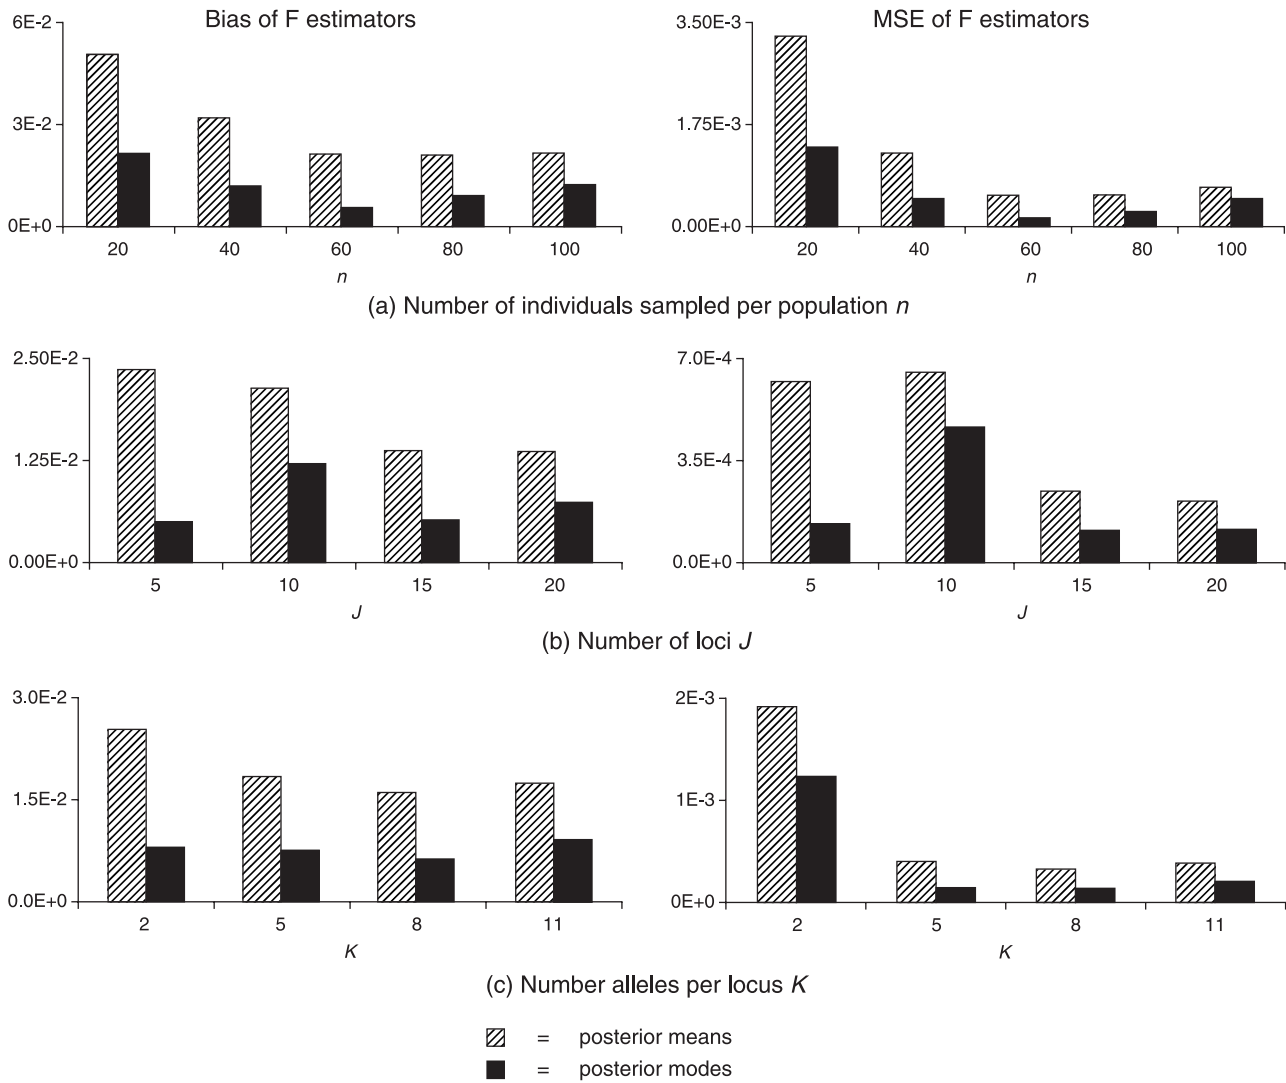 Bias of F estimators
6E-2
3E-2
0E+0
20 40 60 80 100
n
MSE of F estimators
3.50E-3
1.75E-3
0.00E+0
20 40 60 80 100
n
(a) Number of individuals sampled per population n
2.50E-2
1.25E-2
0.00E+0
5 10 15 20
J
7.0E-4
3.5E-4
0.0E+0
5 10 15 20
J
(b) Number of loci J
3.0E-2
1.5E-2
0.0E+0
2 5 8 11
K
2E-3
1E-3
0E+0
2 5 8 11
K
(c) Number alleles per locus K
= posterior means
= posterior modes